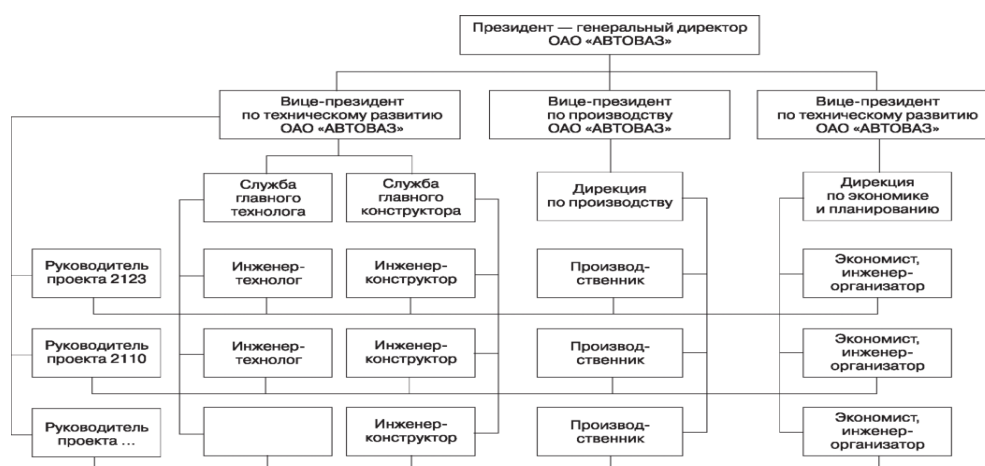 Президент — генеральный директор
ОАО «АВТОВАЗ»
Вице-президент
по техническому развитию
ОАО «АВТОВАЗ»
Вице-президент
по производству
ОАО «АВТОВАЗ»
Вице-президент
по техническому развитию
ОАО «АВТОВАЗ»
Служба
главного
технолога
Служба
главного
конструктора
Дирекция
по производству
Дирекция
по экономике
и планированию
Руководитель
проекта 2123
Инженер-
технолог
Инженер-
конструктор
Производ-
ственник
Экономист,
инженер-
организатор
Руководитель
проекта 2110
Инженер-
технолог
Инженер-
конструктор
Производ-
ственник
Экономист,
инженер-
организатор
Руководитель
проекта ...
Инженер-
конструктор
Производ-
ственник
Экономист,
инженер-
организатор